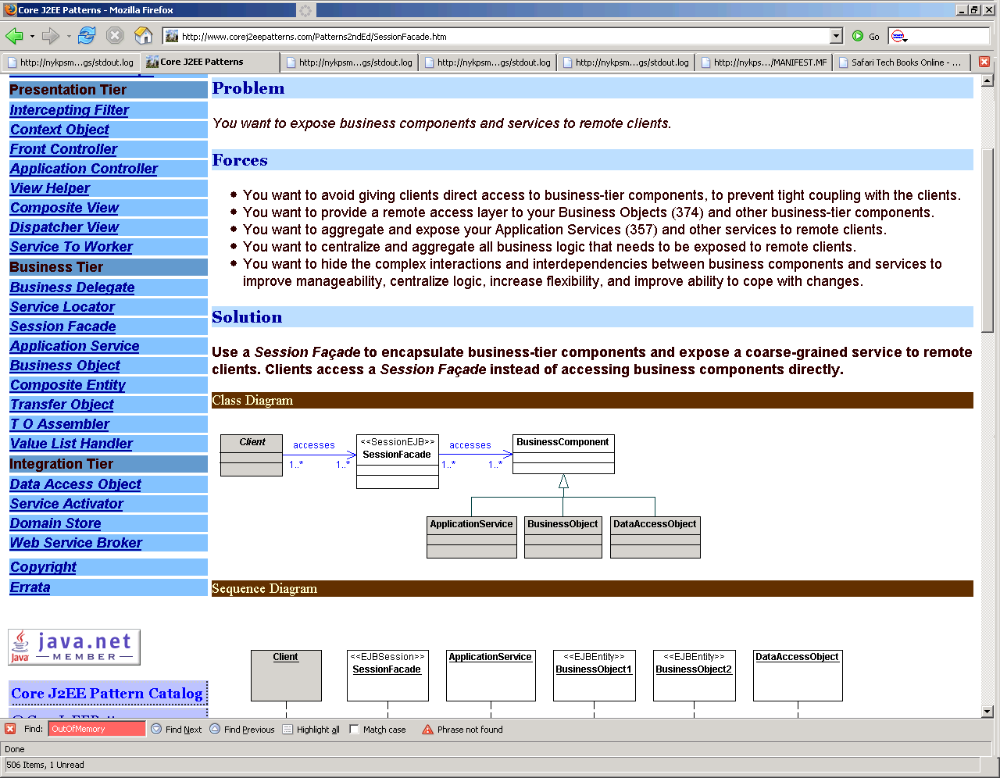 Core J2EE Patterns - Mozilla Firefox
http://www.corej2eepatterns.com/Patterns2ndEd/SessionFacade.htm
Go
http://nykpsm...gs/stdout.log
Core J2EE Patterns
http://nykpsm...gs/stdout.log
http://nykpsm...gs/stdout.log
http://nykpsm...gs/stdout.log
http://nykps.../MANIFEST.MF
Safari Tech Books Online - ...
Presentation Tier
Intercepting Filter
Context Object
Front Controller
Application Controller
View Helper
Composite View
Dispatcher View
Service To Worker
Business Tier
Business Delegate
Service Locator
Session Facade
Application Service
Business Object
Composite Entity
Transfer Object
T O Assembler
Value List Handler
Integration Tier
Data Access Object
Service Activator
Domain Store
Web Service Broker
Copyright
Errata
Java
java.net
MEMBER
Core J2EE Pattern Catalog
Problem
You want to expose business components and services to remote clients.
Forces
• You want to avoid giving clients direct access to business-tier components, to prevent tight coupling with the clients.
• You want to provide a remote access layer to your Business Objects (374) and other business-tier components.
• You want to aggregate and expose your Application Services (357) and other services to remote clients.
• You want to centralize and aggregate all business logic that needs to be exposed to remote clients.
• You want to hide the complex interactions and interdependencies between business components and services to
improve manageability, centralize logic, increase flexibility, and improve ability to cope with changes.
Solution
Use a Session Façade to encapsulate business-tier components and expose a coarse-grained service to remote
clients. Clients access a Session Façade instead of accessing business components directly.
Class Diagram
Client
accesses
1..*
1..*
<<SessionEJB>>
SessionFacade
accesses
1..*
1..*
BusinessComponent
ApplicationService
BusinessObject
DataAccessObject
Sequence Diagram
Client
<<EJBSession>>
SessionFacade
ApplicationService
<<EJBEntity>>
BusinessObject1
<<EJBEntity>>
BusinessObject2
DataAccessObject
Find:
OutOfMemory
Find Next
Find Previous
Highlight all
Match case
Phrase not found
Done
506 Items, 1 Unread